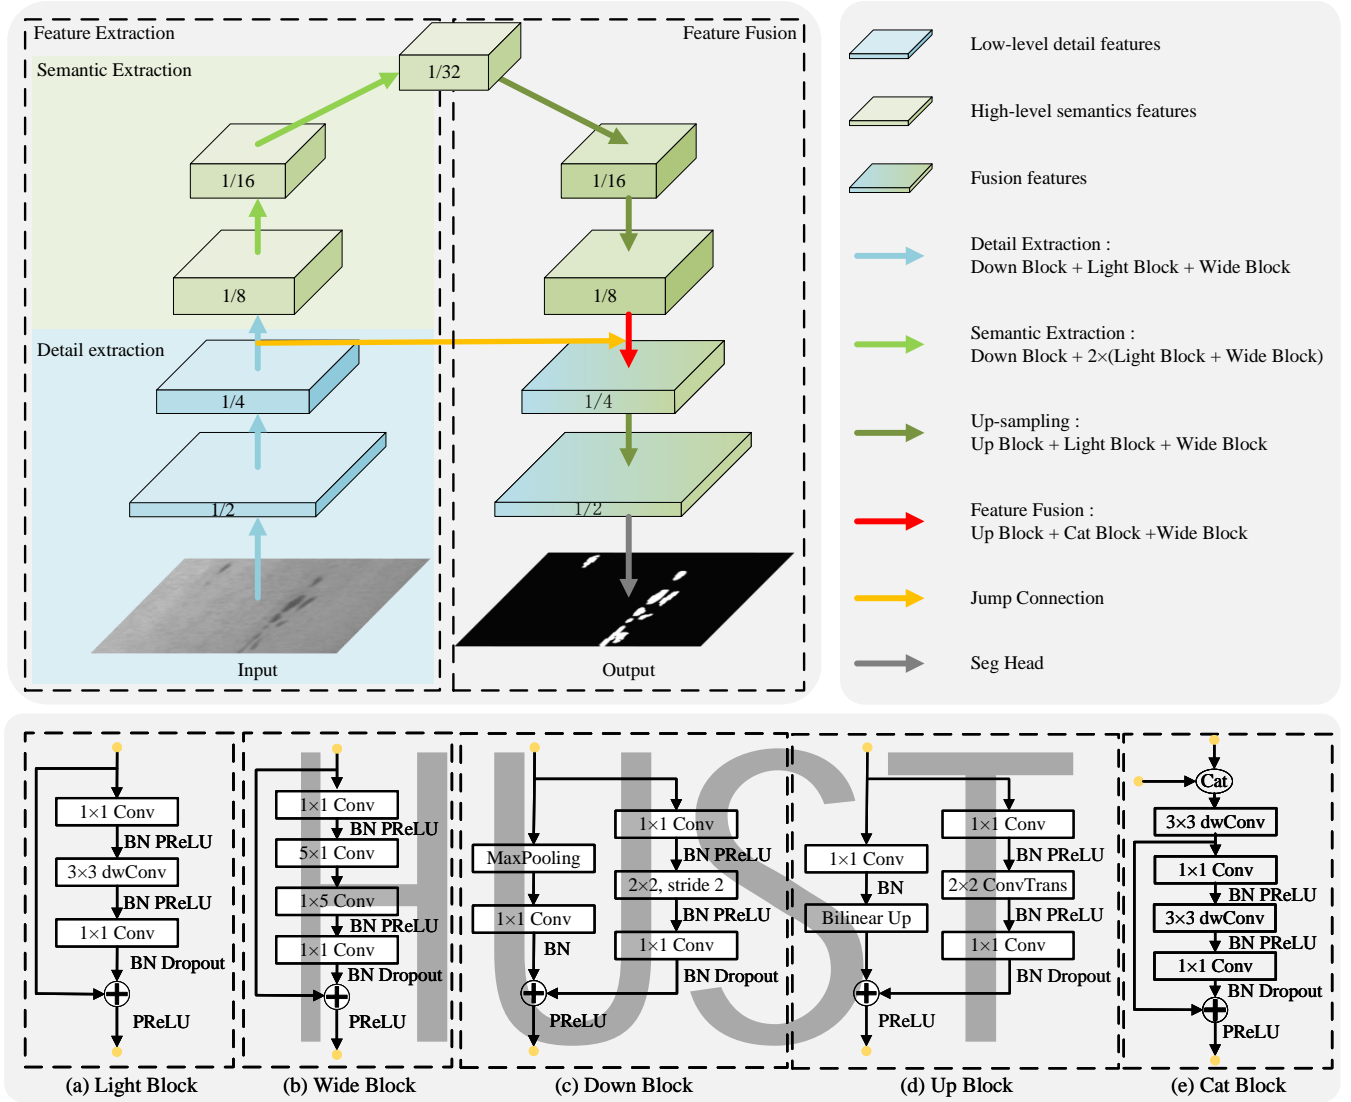 Feature Extraction
Feature Fusion
Semantic Extraction
1/32
1/16
1/16
1/8
1/8
Detail extraction
1/4
1/4
1/2
1/2
Input
Output
Low-level detail features
High-level semantics features
Fusion features
Detail Extraction :
Down Block + Light Block + Wide Block
Semantic Extraction :
Down Block + 2×(Light Block + Wide Block)
Up-sampling :
Up Block + Light Block + Wide Block
Feature Fusion :
Up Block + Cat Block +Wide Block
Jump Connection
Seg Head
HUST
1×1 Conv
BN PReLU
3×3 dwConv
BN PReLU
1×1 Conv
BN Dropout
PReLU
(a) Light Block
1×1 Conv
BN PReLU
5×1 Conv
1×5 Conv
BN PReLU
1×1 Conv
BN Dropout
PReLU
(b) Wide Block
MaxPooling
1×1 Conv
BN
1×1 Conv
BN PReLU
2×2, stride 2
BN PReLU
1×1 Conv
BN Dropout
PReLU
(c) Down Block
1×1 Conv
BN
Bilinear Up
1×1 Conv
BN PReLU
2×2 ConvTrans
BN PReLU
1×1 Conv
BN Dropout
PReLU
(d) Up Block
Cat
3×3 dwConv
1×1 Conv
BN PReLU
3×3 dwConv
BN PReLU
1×1 Conv
BN Dropout
PReLU
(e) Cat Block